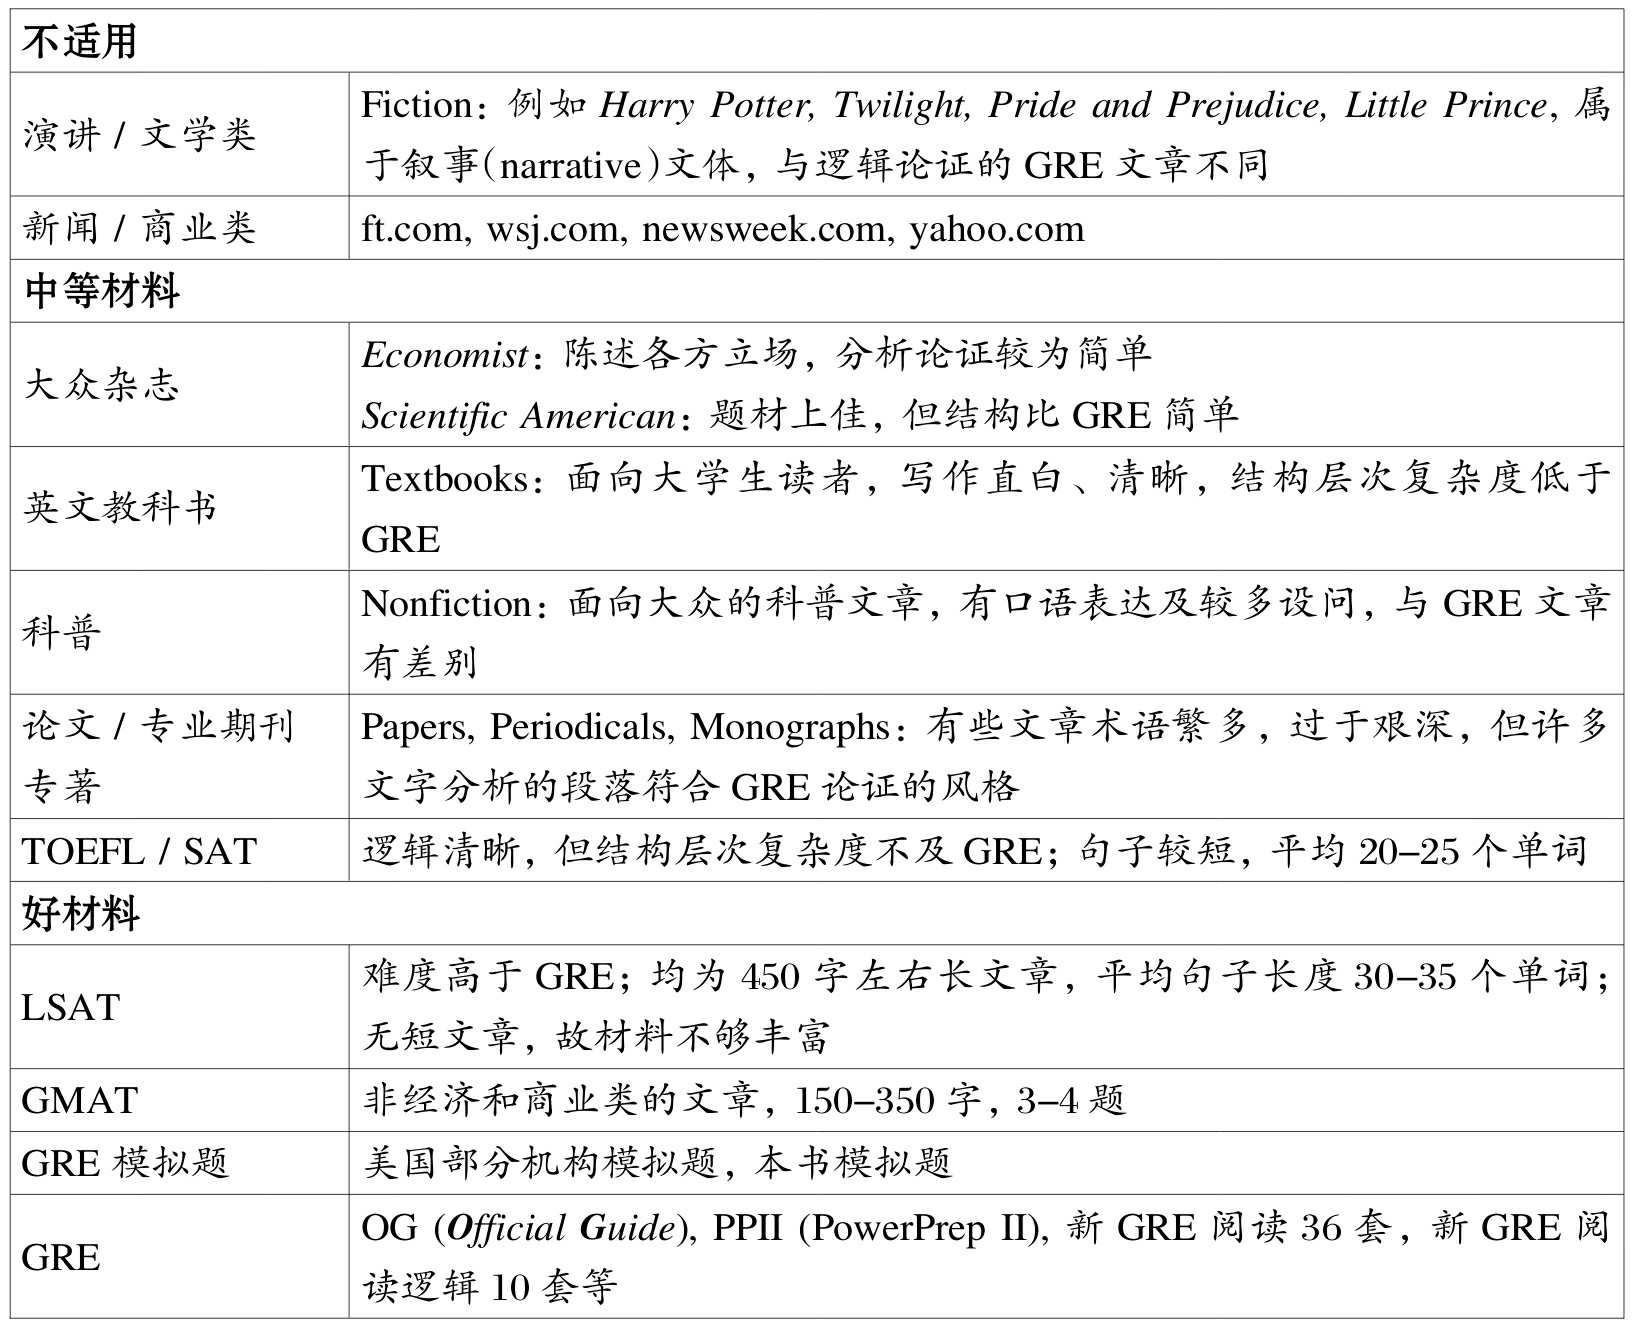 不适用
演讲 / 文学类
Fiction：例如 Harry Potter, Twilight, Pride and Prejudice, Little Prince, 属
于叙事(narrative)文体，与逻辑论证的 GRE 文章不同
新闻 / 商业类
ft.com, wsj.com, newsweek.com, yahoo.com
中等材料
大众杂志
Economist：陈述各方立场，分析论证较为简单
Scientific American：题材上佳，但结构比 GRE 简单
英文教科书
Textbooks：面向大学生读者，写作直白、清晰，结构层次复杂度低于
GRE
科普
Nonfiction：面向大众的科普文章，有口语表达及较多设问，与 GRE 文章
有差别
论文 / 专业期刊
专著
Papers, Periodicals, Monographs：有些文章术语繁多，过于艰深，但许多
文字分析的段落符合 GRE 论证的风格
TOEFL / SAT
逻辑清晰，但结构层次复杂度不及 GRE；句子较短，平均 20–25 个单词
好材料
LSAT
难度高于 GRE；均为 450 字左右长文章，平均句子长度 30–35 个单词；
无短文章，故材料不够丰富
GMAT
非经济和商业类的文章，150–350 字，3–4 题
GRE 模拟题
美国部分机构模拟题，本书模拟题
GRE
OG (Official Guide), PPII (PowerPrep II), 新 GRE 阅读 36 套，新 GRE 阅
读逻辑 10 套等